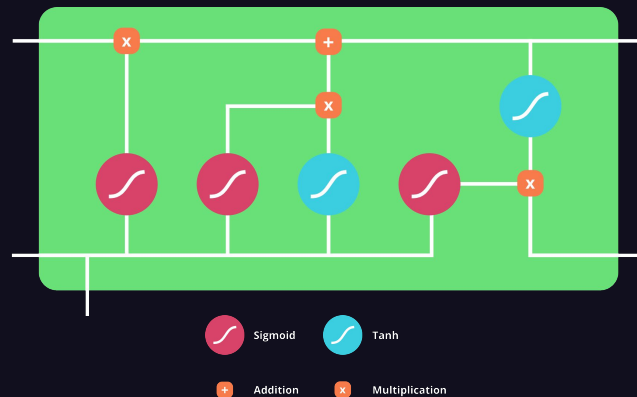 x
+
x
x
Sigmoid Tanh
+ Addition x Multiplication